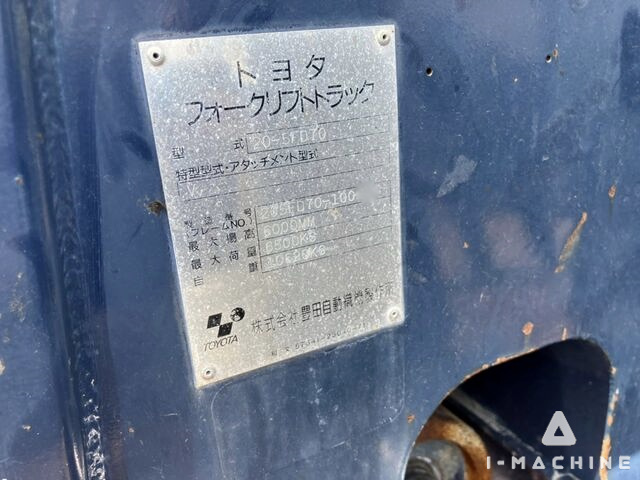 トヨタ
フォークリフトトラック
型 式 20-5FD70
特型型式・アタッチメント型式
V
製造番号
(フレームNO)
最大揚高 6000MM
最大荷重 6500KG
自 重
TOYOTA 株式会社 豊田自動織機製作所
I-MACHINE